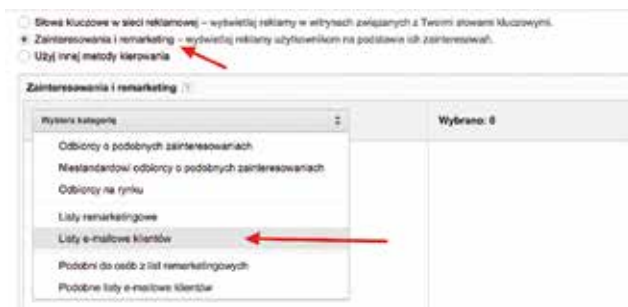 Słowa kluczowe w sieci reklamowej – wyświetlaj reklamy w witrynach związanych z Twoimi słowami kluczowymi.
Zainteresowania i remarketing – wyświetlaj reklamy użytkownikom na podstawie ich zainteresowań.
Użyj innej metody kierowania
Zainteresowania i remarketing ?
Wybierz kategorię
Wybrano: 0
Odbiorcy o podobnych zainteresowaniach
Niestandardowi odbiorcy o podobnych zainteresowaniach
Odbiorcy na rynku
Listy remarketingowe
Listy e-mailowe klientów
Podobni do osób z list remarketingowych
Podobne listy e-mailowe klientów